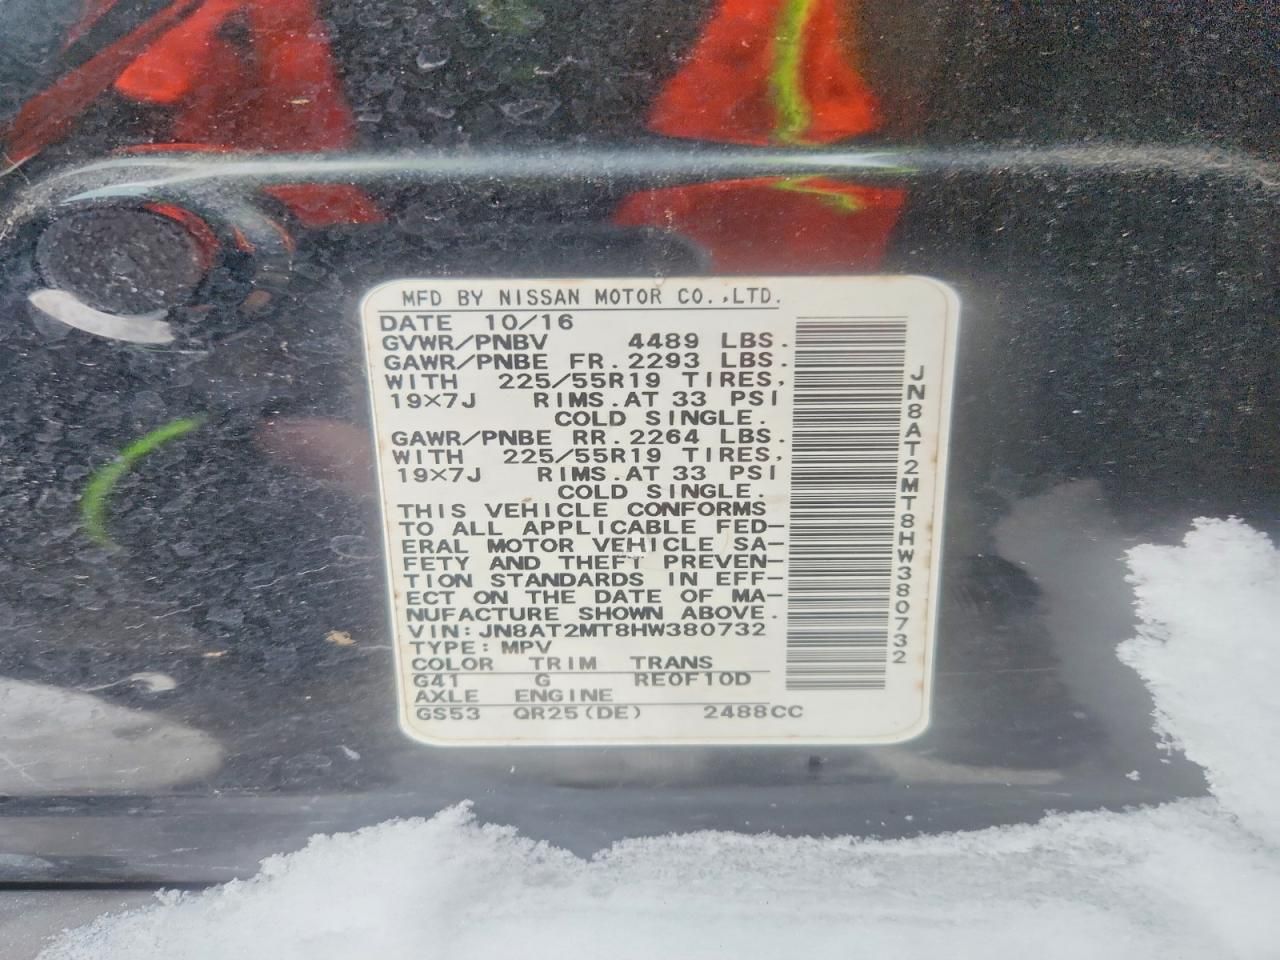 MFD BY NISSAN MOTOR CO.,LTD.
DATE 10/16
GVWR/PNBV 4489 LBS.
GAWR/PNBE FR. 2293 LBS.
WITH 225/55R19 TIRES,
19×7J RIMS. AT 33 PSI
COLD SINGLE.
GAWR/PNBE RR. 2264 LBS.
WITH 225/55R19 TIRES,
19×7J RIMS. AT 33 PSI
COLD SINGLE.
THIS VEHICLE CONFORMS
TO ALL APPLICABLE FED-
ERAL MOTOR VEHICLE SA-
FETY AND THEFT PREVEN-
TION STANDARDS IN EFF-
ECT ON THE DATE OF MA-
NUFACTURE SHOWN ABOVE.
VIN: JN8AT2MT8HW380732
TYPE: MPV
COLOR TRIM TRANS
G41 G RE0F10D
AXLE ENGINE
GS53 QR25(DE) 2488CC
JN8AT2MT8HW380732